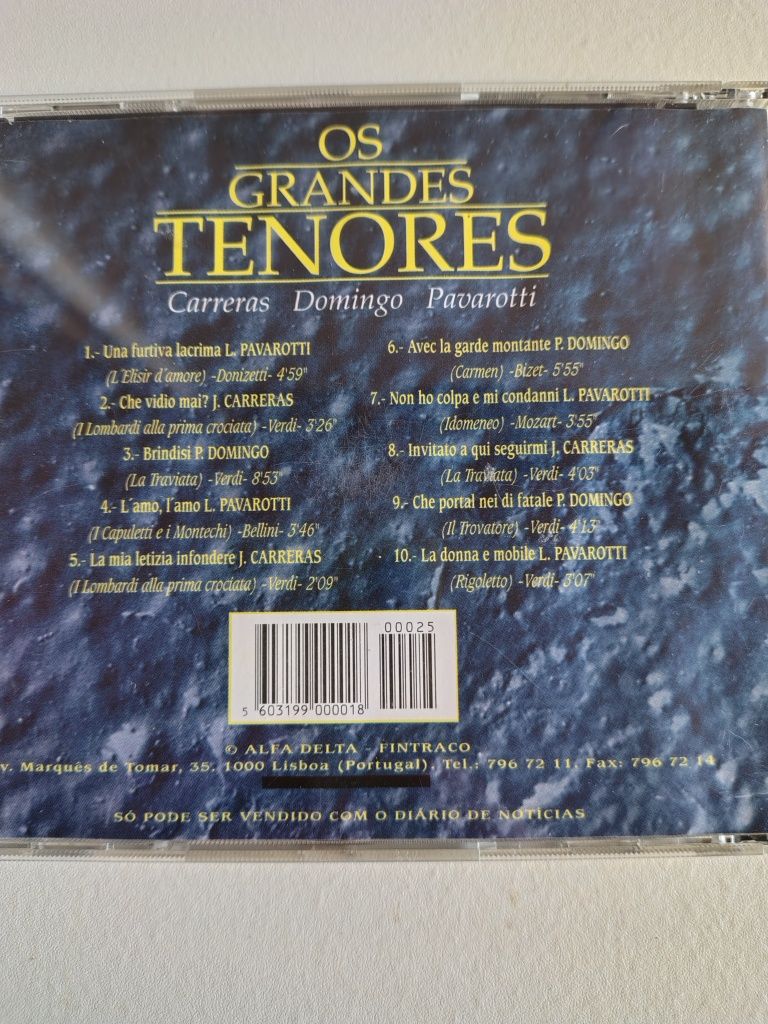 OS
GRANDES
TENORES
Carreras Domingo Pavarotti
1.- Una furtiva lacrima L. PAVAROTTI
(L'Elisir d'amore) -Donizetti- 4'59"
2.- Che vidio mai? J. CARRERAS
(I Lombardi alla prima crociata) -Verdi- 3'26"
3.- Brindisi P. DOMINGO
(La Traviata) -Verdi- 8'53"
4.- L´amo, l´amo L. PAVAROTTI
(I Capuletti e i Montechi) -Bellini- 3'46"
5.- La mia letizia infondere J. CARRERAS
(I Lombardi alla prima crociata) -Verdi- 2'09"
6.- Avec la garde montante P. DOMINGO
(Carmen) -Bizet- 5'55"
7.- Non ho colpa e mi condanni L. PAVAROTTI
(Idomeneo) -Mozart- 3'55"
8.- Invitato a qui seguirmi J. CARRERAS
(La Traviata) -Verdi- 4'03"
9.- Che portal nei di fatale P. DOMINGO
(Il Trovatore) -Verdi- 4'13"
10.- La donna e mobile L. PAVAROTTI
(Rigoletto) -Verdi- 3'07"
00025
5 603199 000018
© ALFA DELTA - FINTRACO
v. Marquês de Tomar, 35. 1000 Lisboa (Portugal). Tel.: 796 72 11. Fax: 796 72 14
SÓ PODE SER VENDIDO COM O DIÁRIO DE NOTÍCIAS